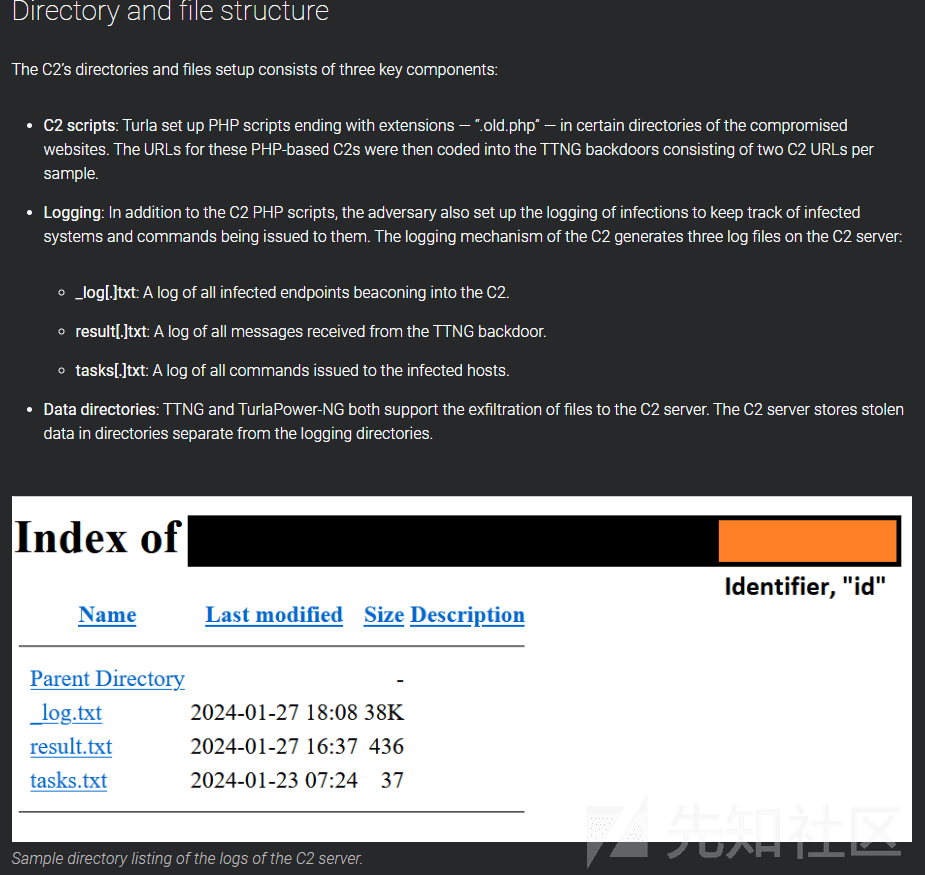 Directory and file structure
The C2's directories and files setup consists of three key components:
• C2 scripts: Turla set up PHP scripts ending with extensions — ".old.php" — in certain directories of the compromised
websites. The URLs for these PHP-based C2s were then coded into the TTNG backdoors consisting of two C2 URLs per
sample.
• Logging: In addition to the C2 PHP scripts, the adversary also set up the logging of infections to keep track of infected
systems and commands being issued to them. The logging mechanism of the C2 generates three log files on the C2 server:
○ _log[.]txt: A log of all infected endpoints beaconing into the C2.
○ result[.]txt: A log of all messages received from the TTNG backdoor.
○ tasks[.]txt: A log of all commands issued to the infected hosts.
• Data directories: TTNG and TurlaPower-NG both support the exfiltration of files to the C2 server. The C2 server stores stolen
data in directories separate from the logging directories.
Index of
Identifier, "id"
Name Last modified Size Description
Parent Directory -
_log.txt 2024-01-27 18:08 38K
result.txt 2024-01-27 16:37 436
tasks.txt 2024-01-23 07:24 37
先知社区
Sample directory listing of the logs of the C2 server.